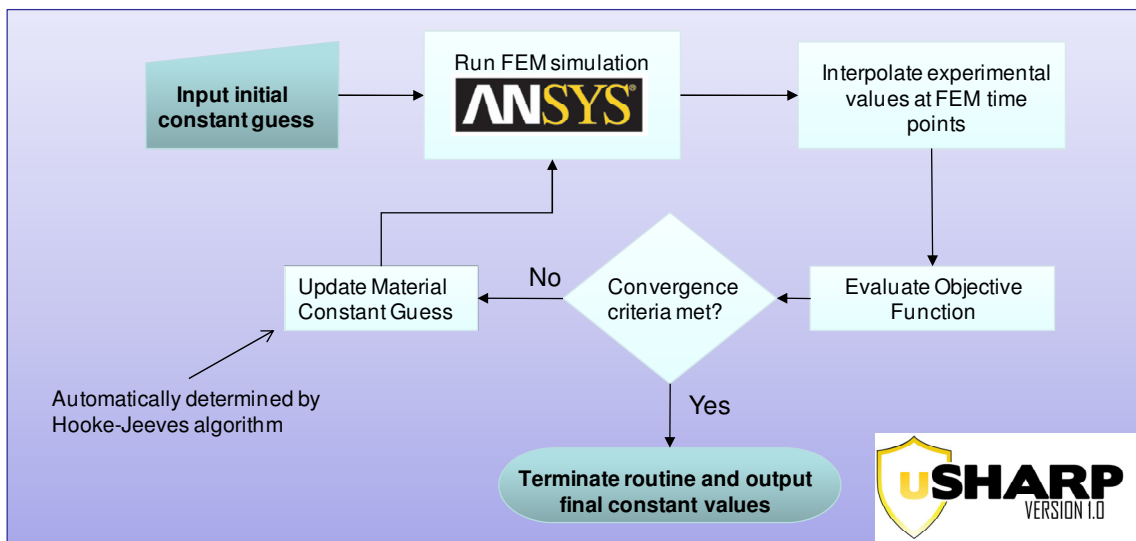 Input initial
constant guess
Run FEM simulation
ANSYS®
Interpolate experimental
values at FEM time
points
Update Material
Constant Guess
No
Convergence
criteria met?
Evaluate Objective
Function
Automatically determined by
Hooke-Jeeves algorithm
Yes
Terminate routine and output
final constant values
uSHARP
VERSION 1.0